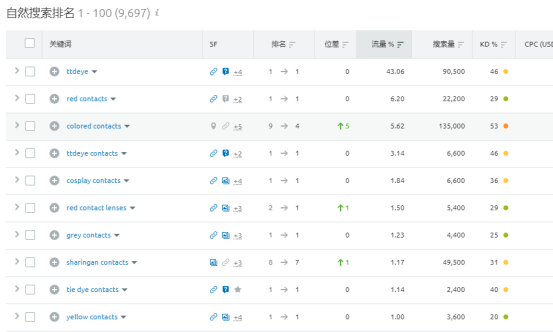 自然搜索排名 1 - 100 (9,697) i
关键词 SF 排名 位差 流量 % 搜索量 KD % CPC (USD
ttdeye +4 1 → 1 0 43.06 90,500 46
red contacts +2 1 → 1 0 6.20 22,200 29
colored contacts +5 9 → 4 ↑ 5 5.62 135,000 53
ttdeye contacts +2 1 → 1 0 3.14 6,600 46
cosplay contacts +4 1 → 1 0 1.84 6,600 36
red contact lenses +3 2 → 1 ↑ 1 1.50 5,400 29
grey contacts +3 1 → 1 0 1.23 4,400 25
sharingan contacts +3 8 → 7 ↑ 1 1.17 49,500 31
tie dye contacts 1 → 1 0 1.14 2,400 40
yellow contacts +4 1 → 1 0 1.00 3,600 20